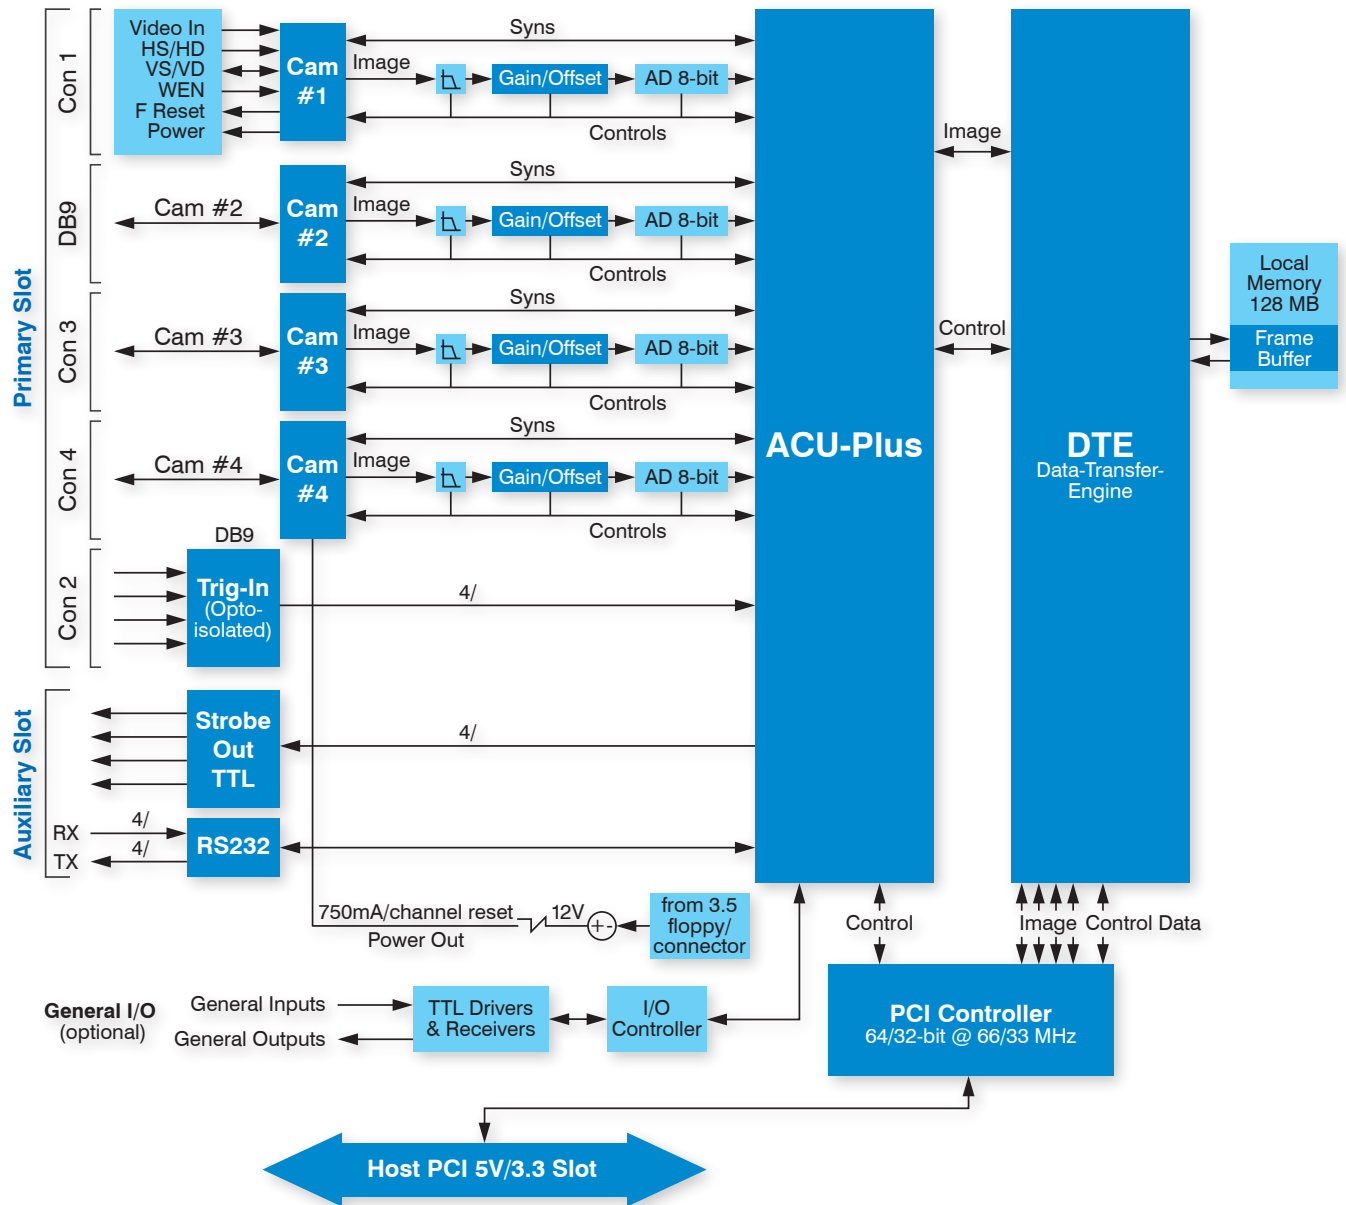 Primary Slot
Con 1
Video In
HS/HD
VS/VD
WEN
F Reset
Power
Cam
#1
Syns
Image
Gain/Offset
AD 8-bit
Controls
DB9
Cam #2
Cam
#2
Syns
Image
Gain/Offset
AD 8-bit
Controls
Con 3
Cam #3
Cam
#3
Syns
Image
Gain/Offset
AD 8-bit
Controls
Con 4
Cam #4
Cam
#4
Syns
Image
Gain/Offset
AD 8-bit
Controls
Con 2
DB9
Trig-In
(Opto-
isolated)
4/
ACU-Plus
Image
Control
DTE
Data-Transfer-
Engine
Local
Memory
128 MB
Frame
Buffer
Auxiliary Slot
Strobe
Out
TTL
4/
RX
4/
TX
4/
RS232
750mA/channel reset
Power Out
12V
+-
from 3.5
floppy/
connector
Control
Image
Control Data
General I/O
(optional)
General Inputs
General Outputs
TTL Drivers
& Receivers
I/O
Controller
PCI Controller
64/32-bit @ 66/33 MHz
Host PCI 5V/3.3 Slot